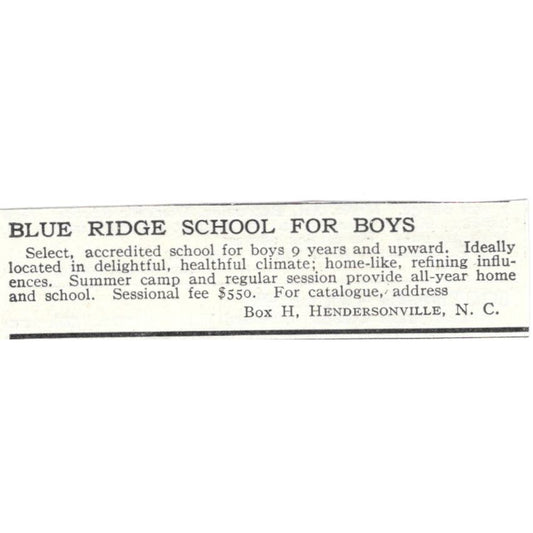 BLUE RIDGE SCHOOL FOR BOYS
Select, accredited school for boys 9 years and upward. Ideally
located in delightful, healthful climate; home-like, refining influ-
ences. Summer camp and regular session provide all-year home
and school. Sessional fee $550. For catalogue, address
Box H, HENDERSONVILLE, N. C.